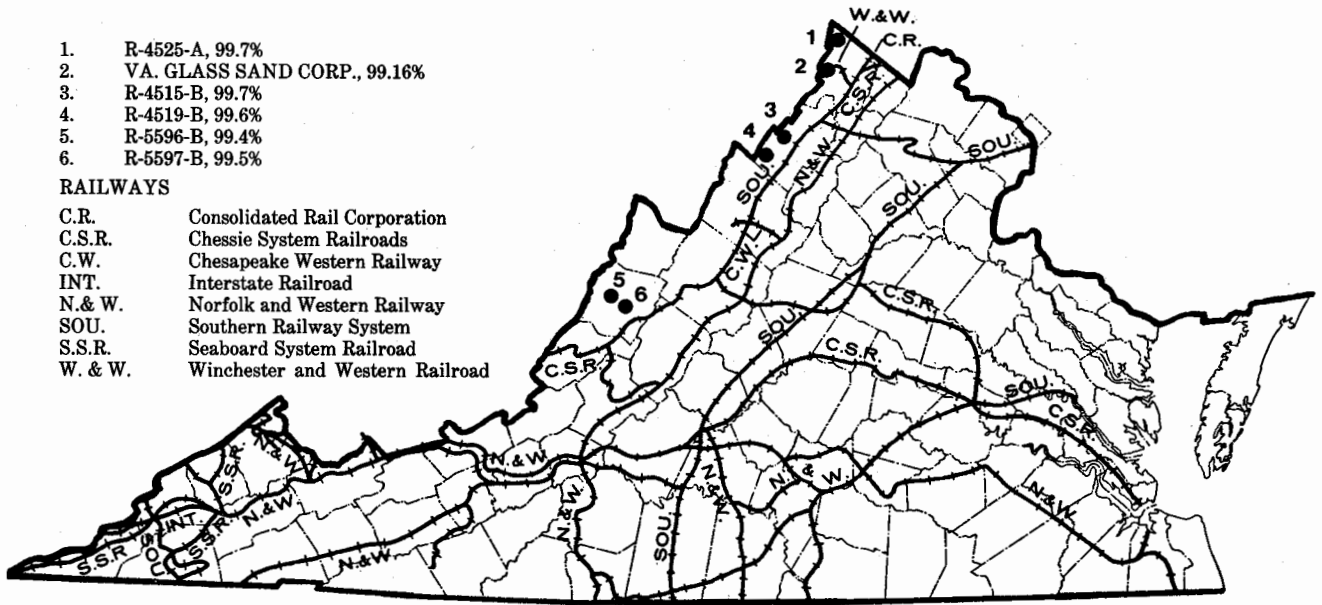 1. R-4525-A, 99.7%
2. VA. GLASS SAND CORP., 99.16%
3. R-4515-B, 99.7%
4. R-4519-B, 99.6%
5. R-5596-B, 99.4%
6. R-5597-B, 99.5%
RAILWAYS
C.R. Consolidated Rail Corporation
C.S.R. Chessie System Railroads
C.W. Chesapeake Western Railway
INT. Interstate Railroad
N.& W. Norfolk and Western Railway
SOU. Southern Railway System
S.S.R. Seaboard System Railroad
W. & W. Winchester and Western Railroad
W.&W.
1
C.R.
2
C.S.R.
3
4
SOU.
N.&W.
SOU.
SOU.
C.W.
5
6
C.S.R.
SOU.
C.S.R.
C.S.R.
SOU.
C.S.R.
N.&W.
S.S.R.
N.&W.
N.&W.
N.&W.
N. & W.
N.&W.
INT.
N.&W.
S.S.R.
SOU.
S.S.R.
N.&W.
SOU.